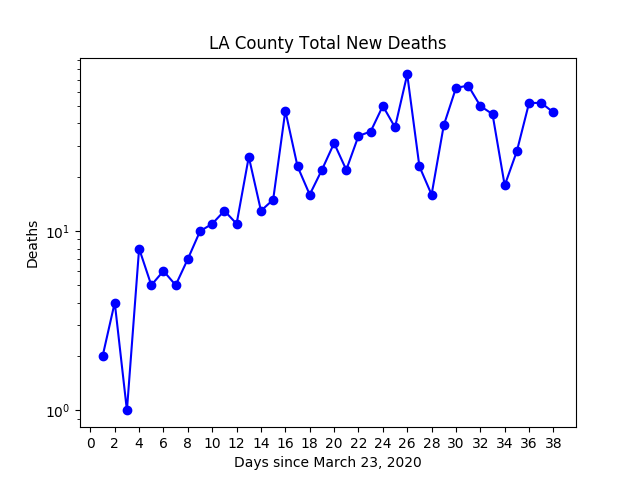 LA County Total New Deaths
Deaths
10¹
10⁰
0 2 4 6 8 10 12 14 16 18 20 22 24 26 28 30 32 34 36 38
Days since March 23, 2020